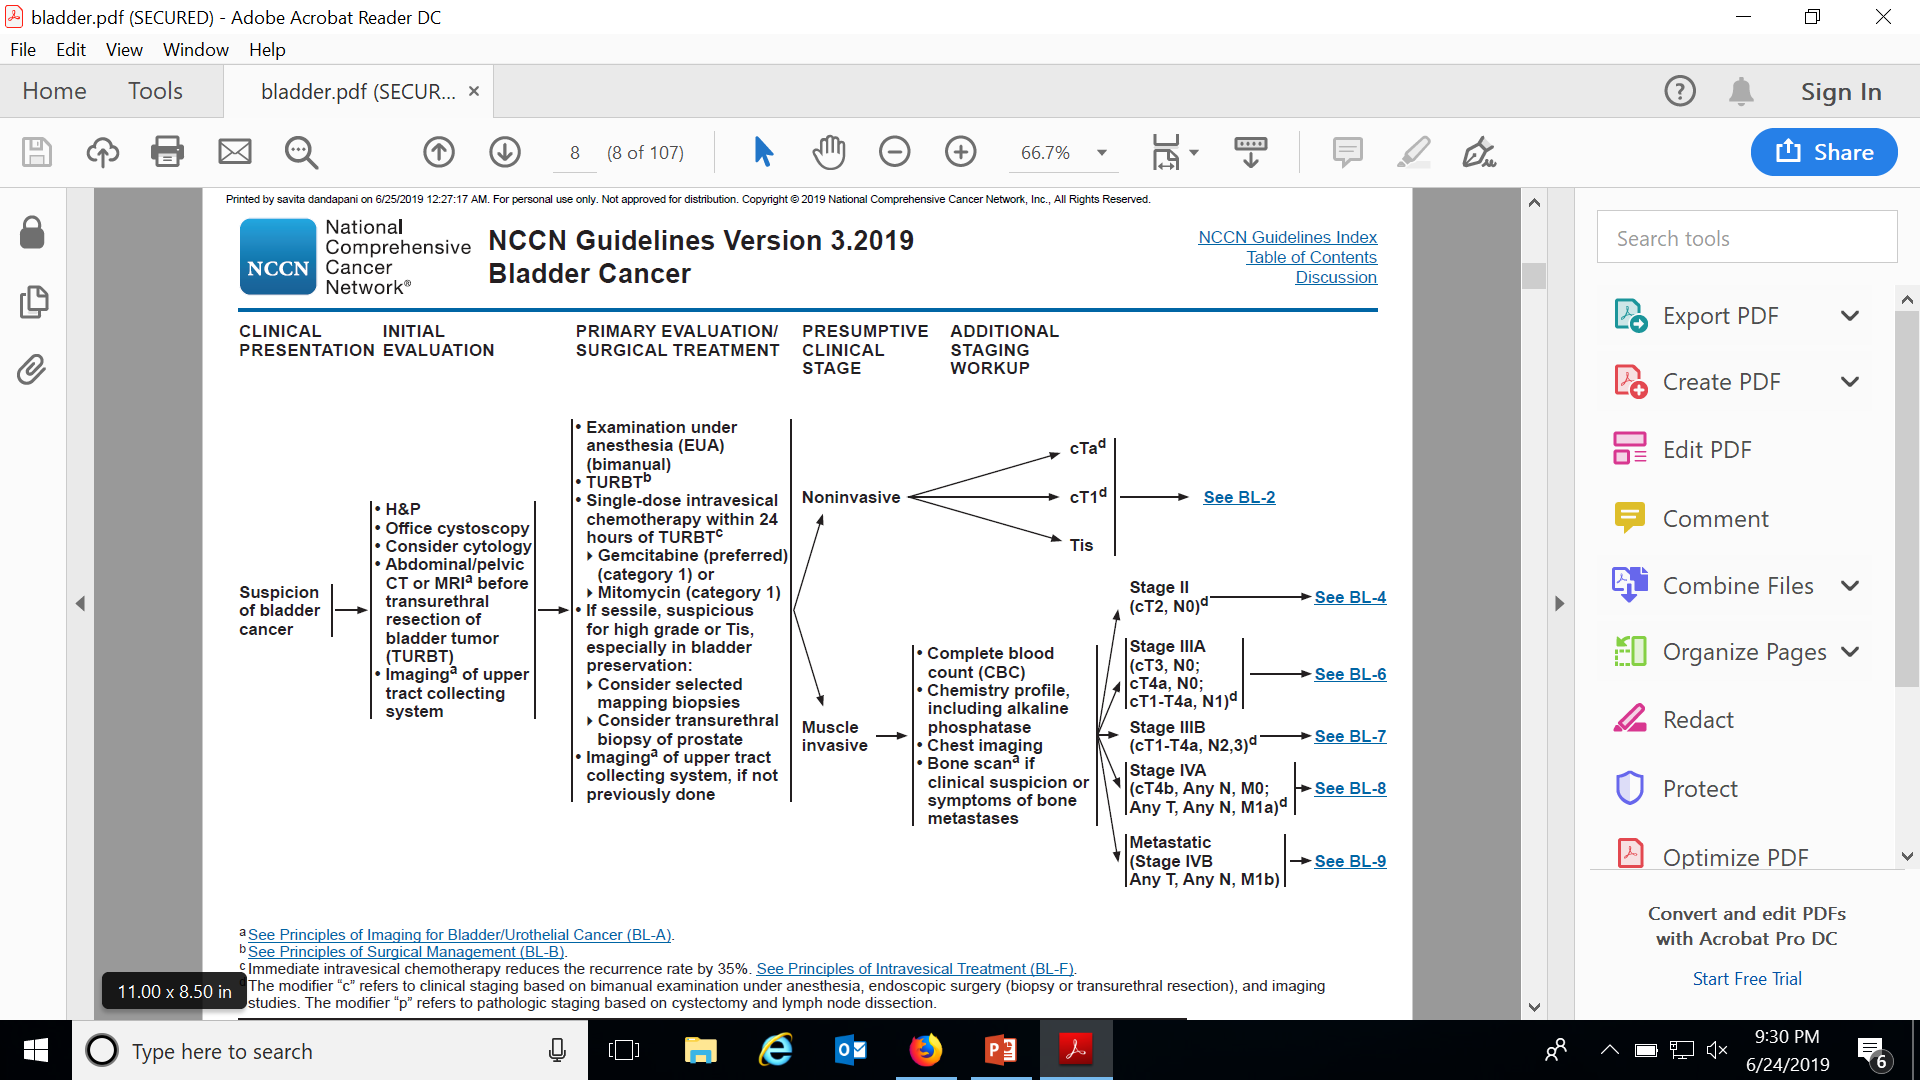 bladder.pdf (SECURED) - Adobe Acrobat Reader DC
File Edit View Window Help
Home Tools bladder.pdf (SECUR... × Sign In
8 (8 of 107) 66.7% Share
Printed by savita dandapani on 6/25/2019 12:27:17 AM. For personal use only. Not approved for distribution. Copyright © 2019 National Comprehensive Cancer Network, Inc., All Rights Reserved.
NCCN
National
Comprehensive
Cancer
Network®
NCCN Guidelines Version 3.2019
Bladder Cancer
NCCN Guidelines Index
Table of Contents
Discussion
CLINICAL
PRESENTATION
INITIAL
EVALUATION
PRIMARY EVALUATION/
SURGICAL TREATMENT
PRESUMPTIVE
CLINICAL
STAGE
ADDITIONAL
STAGING
WORKUP
Suspicion
of bladder
cancer
• H&P
• Office cystoscopy
• Consider cytology
• Abdominal/pelvic
CT or MRIa before
transurethral
resection of
bladder tumor
(TURBT)
• Imaginga of upper
tract collecting
system
• Examination under
anesthesia (EUA)
(bimanual)
• TURBTb
• Single-dose intravesical
chemotherapy within 24
hours of TURBTc
Gemcitabine (preferred)
(category 1) or
Mitomycin (category 1)
• If sessile, suspicious
for high grade or Tis,
especially in bladder
preservation:
Consider selected
mapping biopsies
Consider transurethral
biopsy of prostate
• Imaginga of upper tract
collecting system, if not
previously done
Noninvasive
cTad
cT1d
Tis
See BL-2
Muscle
invasive
• Complete blood
count (CBC)
• Chemistry profile,
including alkaline
phosphatase
• Chest imaging
• Bone scana if
clinical suspicion or
symptoms of bone
metastases
Stage II
(cT2, N0)d
See BL-4
Stage IIIA
(cT3, N0;
cT4a, N0;
cT1-T4a, N1)d
See BL-6
Stage IIIB
(cT1-T4a, N2,3)d
See BL-7
Stage IVA
(cT4b, Any N, M0;
Any T, Any N, M1a)d
See BL-8
Metastatic
(Stage IVB
Any T, Any N, M1b)
See BL-9
a See Principles of Imaging for Bladder/Urothelial Cancer (BL-A).
b See Principles of Surgical Management (BL-B).
c Immediate intravesical chemotherapy reduces the recurrence rate by 35%. See Principles of Intravesical Treatment (BL-F).
d The modifier “c” refers to clinical staging based on bimanual examination under anesthesia, endoscopic surgery (biopsy or transurethral resection), and imaging
studies. The modifier “p” refers to pathologic staging based on cystectomy and lymph node dissection.
11.00 x 8.50 in
Search tools
Export PDF
Create PDF
Edit PDF
Comment
Combine Files
Organize Pages
Redact
Protect
Optimize PDF
Convert and edit PDFs
with Acrobat Pro DC
Start Free Trial
Type here to search
9:30 PM
6/24/2019
6